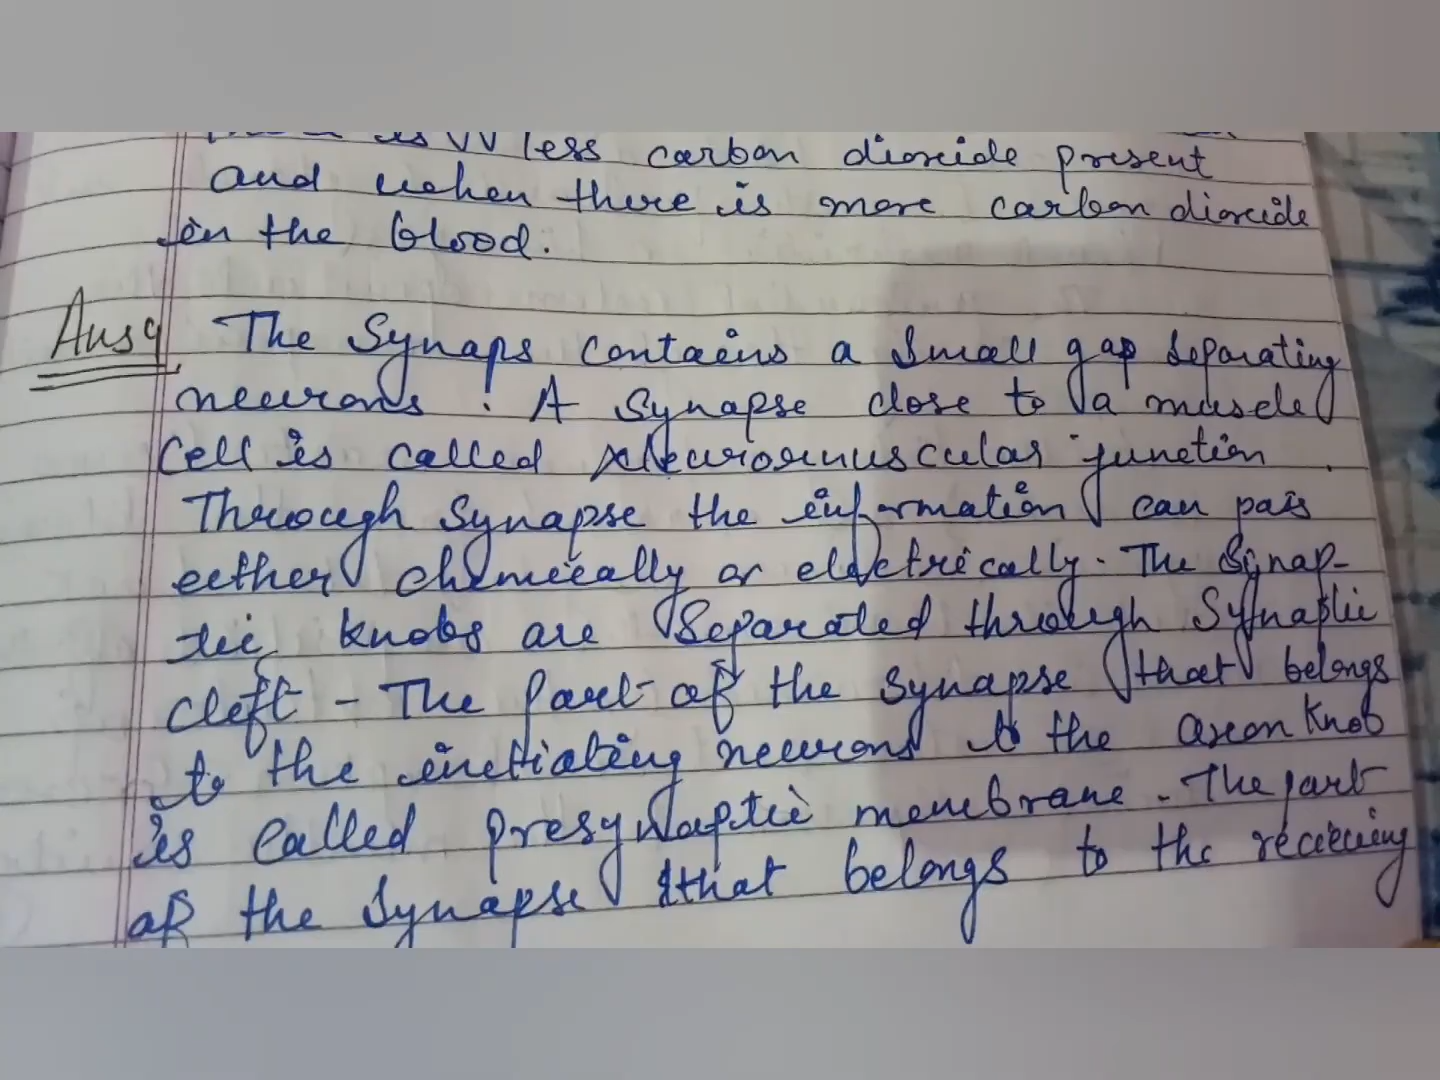 is less carbon dioxide present
and when there is more carbon dioxide
in the blood.
Ans 9 The Synaps contains a small gap separating
neurons. A synapse close to a muscle
cell is called Neuromuscular junction.
Through synapse the information can pass
either chemically or electrically. The Synap-
tic knobs are separated through Synaptic
cleft - The part of the synapse that belongs
to the initiating neurons to the axon knob
is called presynaptic membrane. The part
of the synapse that belongs to the recieving